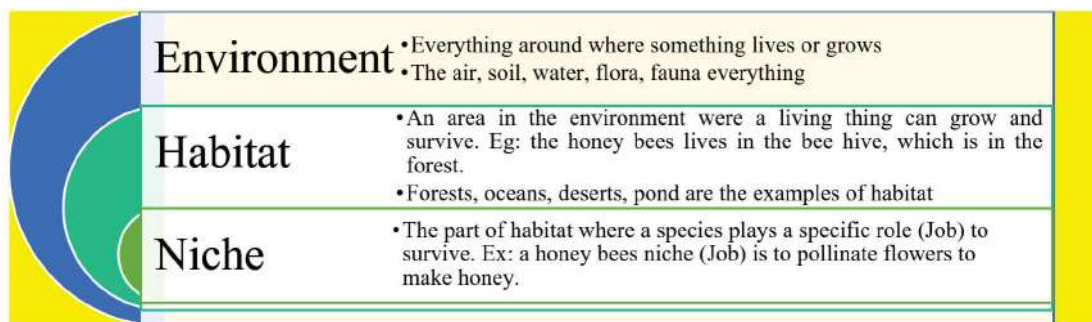 Environment
•Everything around where something lives or grows
•The air, soil, water, flora, fauna everything
Habitat
•An area in the environment were a living thing can grow and
survive. Eg: the honey bees lives in the bee hive, which is in the
forest.
•Forests, oceans, deserts, pond are the examples of habitat
Niche
•The part of habitat where a species plays a specific role (Job) to
survive. Ex: a honey bees niche (Job) is to pollinate flowers to
make honey.